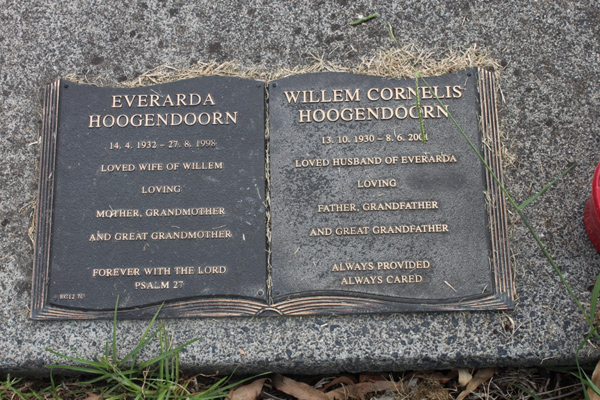 EVERARDA
HOOGENDOORN
14. 4. 1932 – 27. 8. 1998
LOVED WIFE OF WILLEM
LOVING
MOTHER, GRANDMOTHER
AND GREAT GRANDMOTHER
FOREVER WITH THE LORD
PSALM 27
WILLEM CORNELIS
HOOGENDOORN
13. 10. 1930 – 8. 6.
LOVED HUSBAND OF EVERARDA
LOVING
FATHER, GRANDFATHER
AND GREAT GRANDFATHER
ALWAYS PROVIDED
ALWAYS CARED